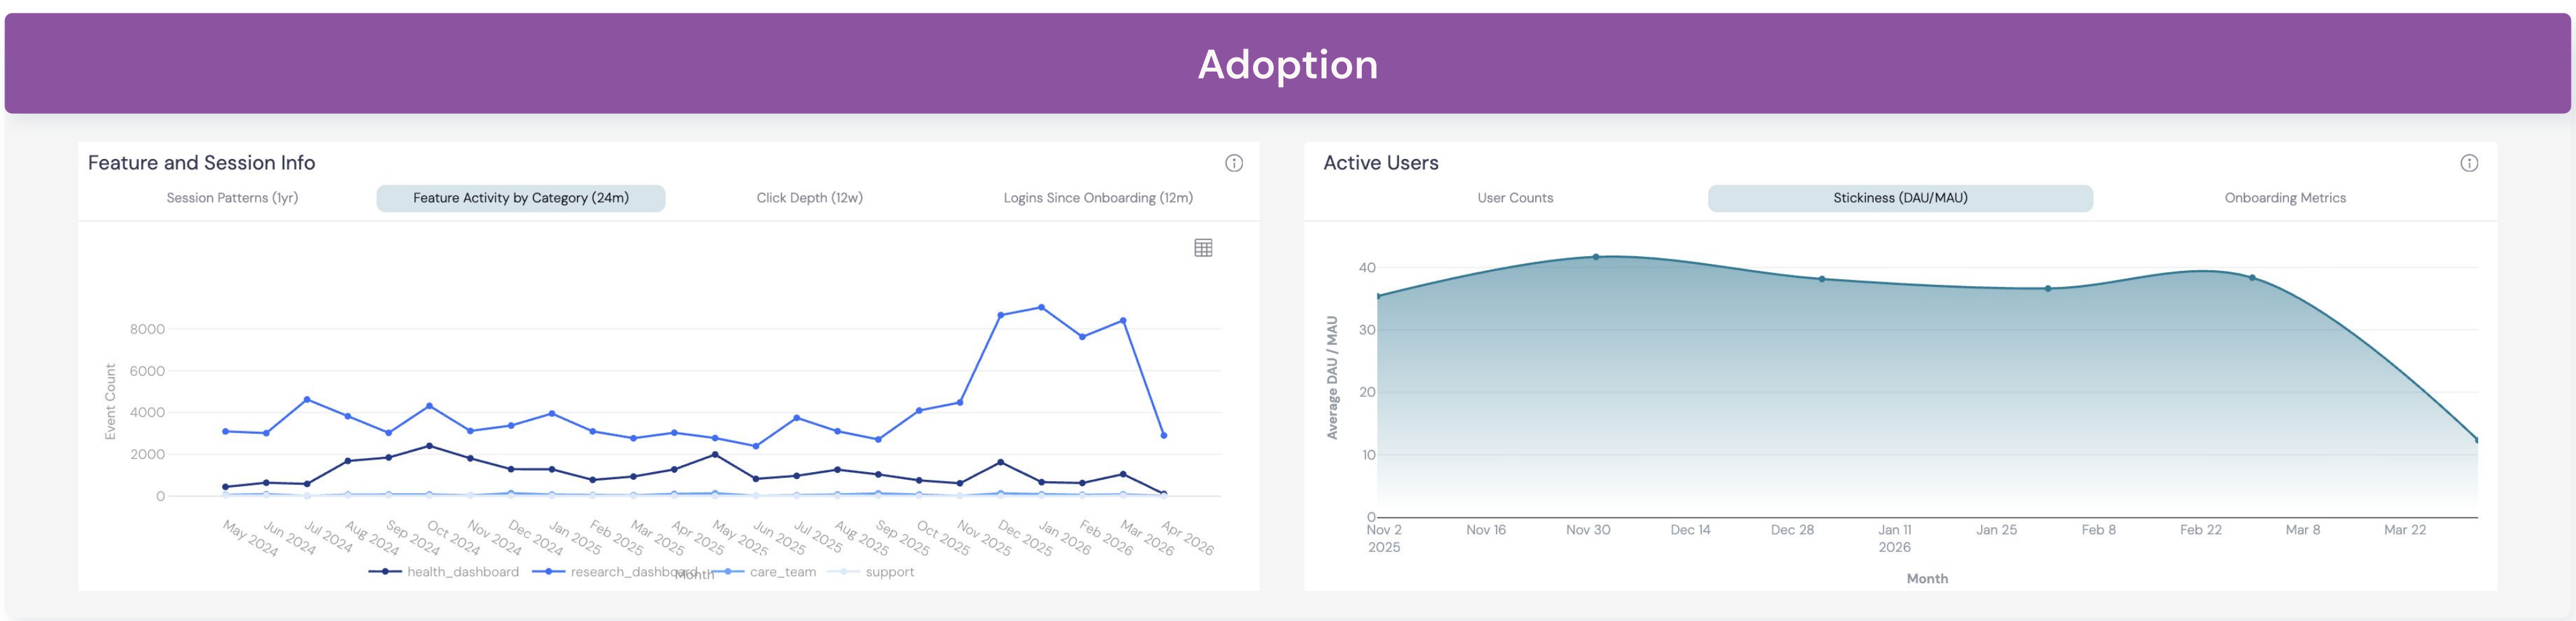 Adoption
Feature and Session Info
Session Patterns (1yr)
Feature Activity by Category (24m)
Click Depth (12w)
Logins Since Onboarding (12m)
Event Count
8000
6000
4000
2000
0
May 2024
Jun 2024
Jul 2024
Aug 2024
Sep 2024
Oct 2024
Nov 2024
Dec 2024
Jan 2025
Feb 2025
Mar 2025
Apr 2025
May 2025
Jun 2025
Jul 2025
Aug 2025
Sep 2025
Oct 2025
Nov 2025
Dec 2025
Jan 2026
Feb 2026
Mar 2026
Apr 2026
Month
health_dashboard
research_dashboard
care_team
support
Active Users
User Counts
Stickiness (DAU/MAU)
Onboarding Metrics
Average DAU / MAU
40
30
20
10
0
Nov 2
2025
Nov 16
Nov 30
Dec 14
Dec 28
Jan 11
2026
Jan 25
Feb 8
Feb 22
Mar 8
Mar 22
Month